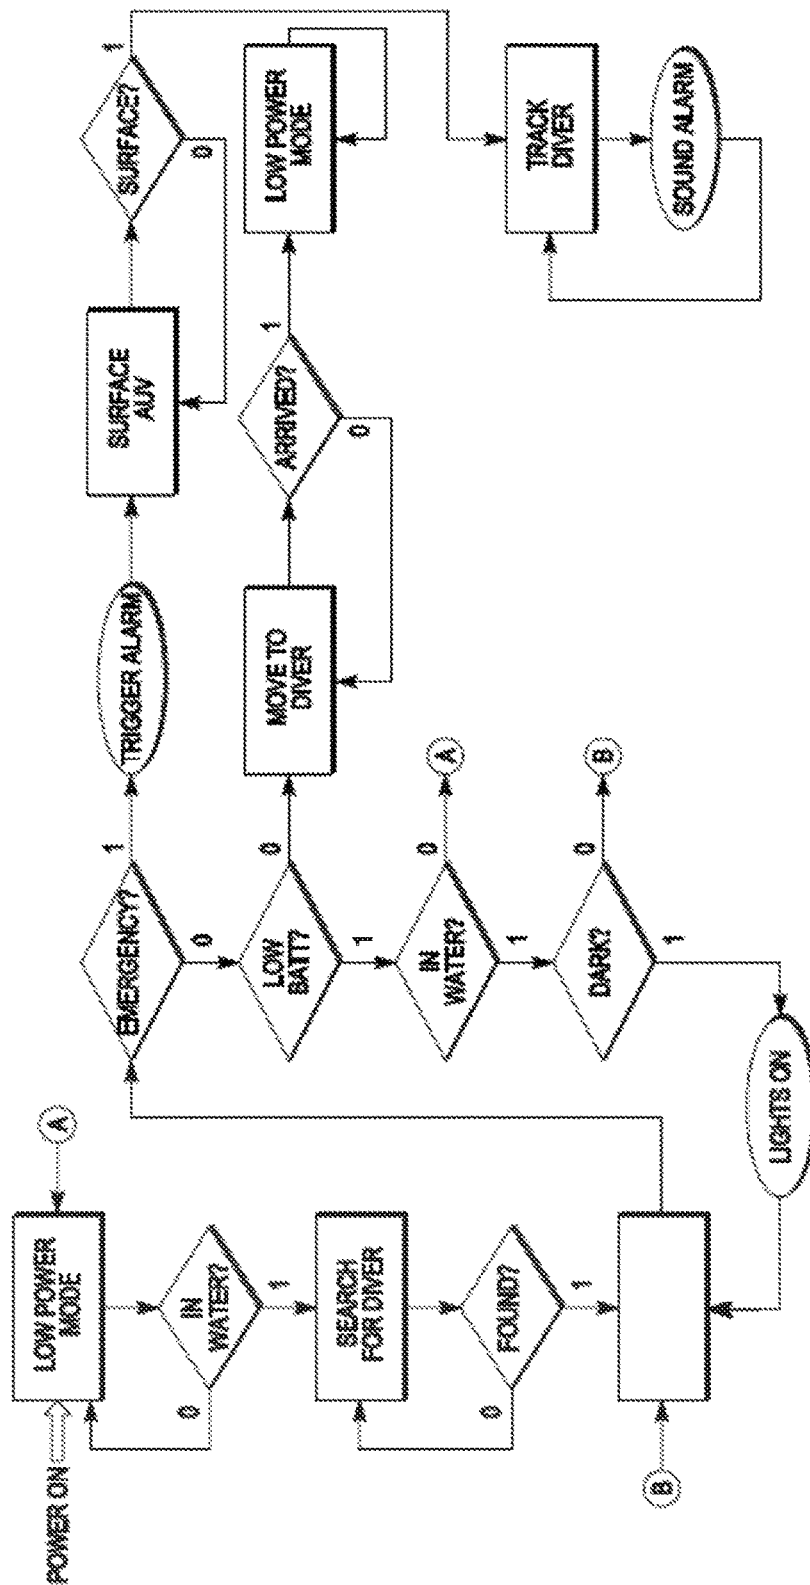 POWER ON
LOW POWER
MODE
A
IN
WATER?
0
1
SEARCH
FOR DIVER
FOUND?
0
1
B
EMERGENCY?
1
0
LOW
BATT?
0
1
IN
WATER?
0
A
1
DARK?
0
B
1
LIGHTS ON
TRIGGER ALARM
SURFACE
AUV
SURFACE?
1
0
MOVE TO
DIVER
ARRIVED?
1
0
LOW POWER
MODE
TRACK
DIVER
SOUND ALARM